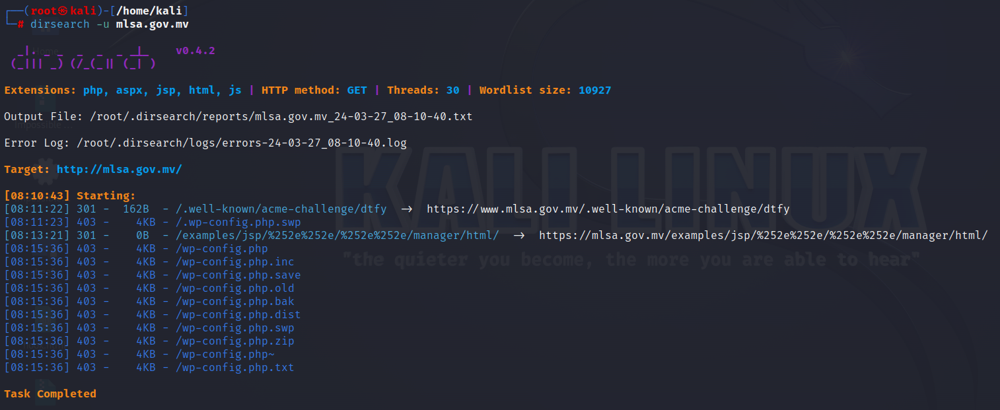 ┌──(root㉿kali)-[/home/kali]
└─# dirsearch -u mlsa.gov.mv
_|. _ _ _ _ _ _|_ v0.4.2
(_||| _) (/_(_|| (_| )
Extensions: php, aspx, jsp, html, js | HTTP method: GET | Threads: 30 | Wordlist size: 10927
Output File: /root/.dirsearch/reports/mlsa.gov.mv_24-03-27_08-10-40.txt
Error Log: /root/.dirsearch/logs/errors-24-03-27_08-10-40.log
Target: http://mlsa.gov.mv/
[08:10:43] Starting:
[08:11:22] 301 - 162B - /.well-known/acme-challenge/dtfy → https://www.mlsa.gov.mv/.well-known/acme-challenge/dtfy
[08:11:23] 403 - 4KB - /.wp-config.php.swp
[08:13:21] 301 - 0B - /examples/jsp/%252e%252e/%252e%252e/manager/html/ → https://mlsa.gov.mv/examples/jsp/%252e%252e/%252e%252e/manager/html/
[08:15:36] 403 - 4KB - /wp-config.php
[08:15:36] 403 - 4KB - /wp-config.php.inc
[08:15:36] 403 - 4KB - /wp-config.php.save
[08:15:36] 403 - 4KB - /wp-config.php.old
[08:15:36] 403 - 4KB - /wp-config.php.bak
[08:15:36] 403 - 4KB - /wp-config.php.dist
[08:15:36] 403 - 4KB - /wp-config.php.swp
[08:15:36] 403 - 4KB - /wp-config.php.zip
[08:15:36] 403 - 4KB - /wp-config.php~
[08:15:36] 403 - 4KB - /wp-config.php.txt
Task Completed
Home
Impossible ...
KALI LINUX
"the quieter you become, the more you are able to hear"